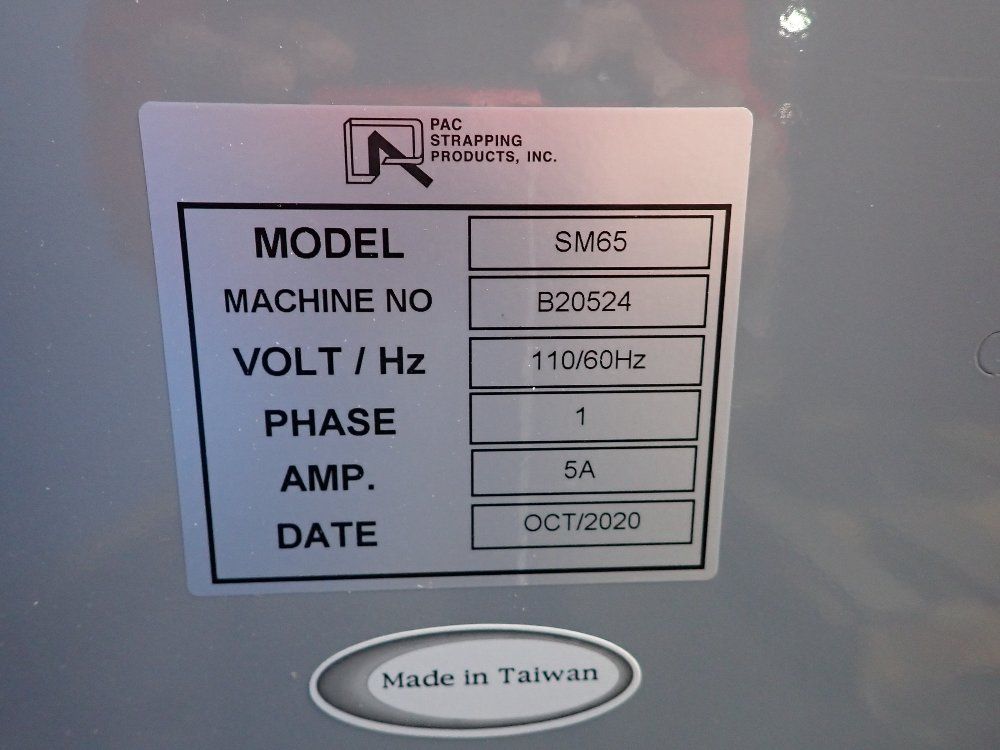 PAC
STRAPPING
PRODUCTS, INC.
MODEL SM65
MACHINE NO B20524
VOLT / Hz 110/60Hz
PHASE 1
AMP. 5A
DATE OCT/2020
Made in Taiwan